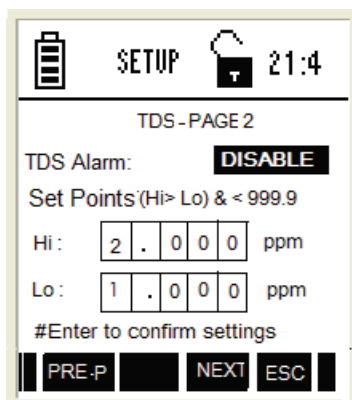 SETUP 21:4
TDS-PAGE 2
TDS Alarm: DISABLE
Set Points (Hi> Lo) & < 999.9
Hi : 2 . 0 0 0 ppm
Lo : 1 . 0 0 0 ppm
#Enter to confirm settings
PRE-P NEXT ESC